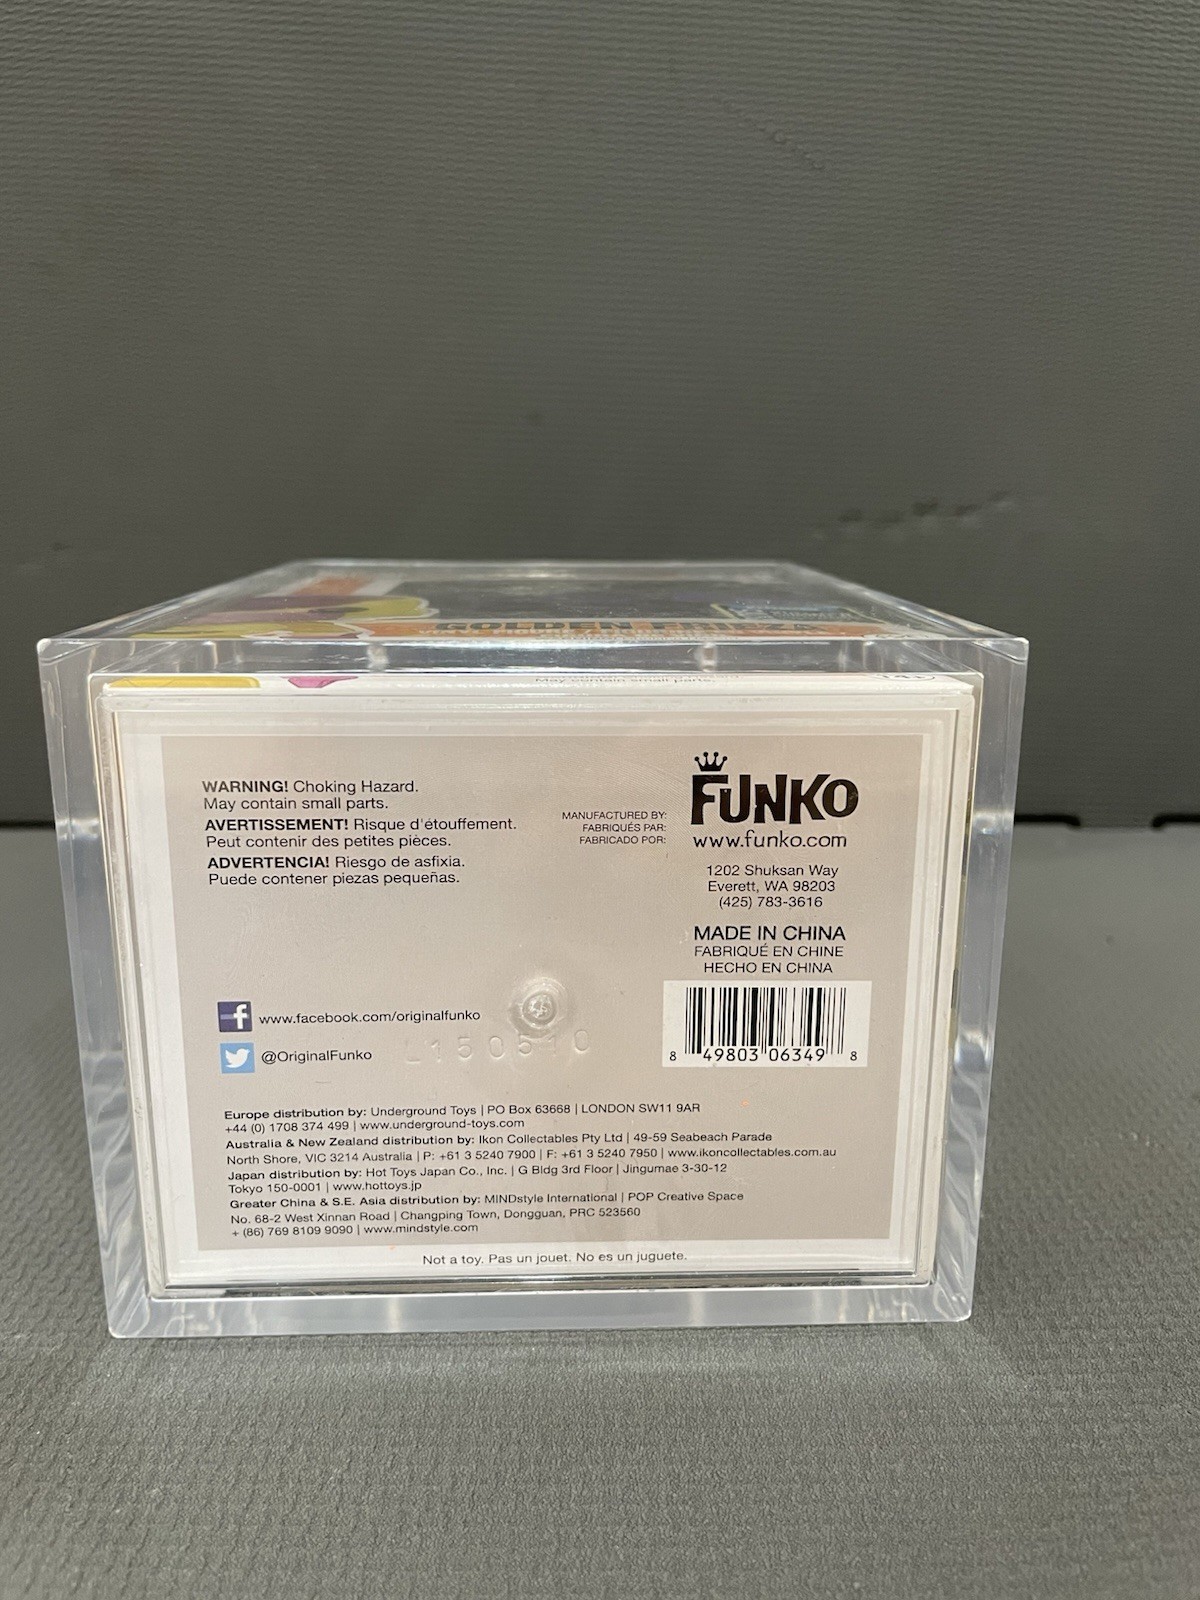 GOLDEN FRIEZA
May contain small parts.
14+
WARNING! Choking Hazard.
May contain small parts.
AVERTISSEMENT! Risque d'étouffement.
Peut contenir des petites pièces.
ADVERTENCIA! Riesgo de asfixia.
Puede contener piezas pequeñas.
MANUFACTURED BY:
FABRIQUÉS PAR:
FABRICADO POR:
FUNKO
www.funko.com
1202 Shuksan Way
Everett, WA 98203
(425) 783-3616
MADE IN CHINA
FABRIQUÉ EN CHINE
HECHO EN CHINA
8 49803 06349 8
f www.facebook.com/originalfunko
@OriginalFunko
L150510
Europe distribution by: Underground Toys | PO Box 63668 | LONDON SW11 9AR
+44 (0) 1708 374 499 | www.underground-toys.com
Australia & New Zealand distribution by: Ikon Collectables Pty Ltd | 49-59 Seabeach Parade
North Shore, VIC 3214 Australia | P: +61 3 5240 7900 | F: +61 3 5240 7950 | www.ikoncollectables.com.au
Japan distribution by: Hot Toys Japan Co., Inc. | G Bldg 3rd Floor | Jingumae 3-30-12
Tokyo 150-0001 | www.hottoys.jp
Greater China & S.E. Asia distribution by: MINDstyle International | POP Creative Space
No. 68-2 West Xinnan Road | Changping Town, Dongguan, PRC 523560
+ (86) 769 8109 9090 | www.mindstyle.com
Not a toy. Pas un jouet. No es un juguete.